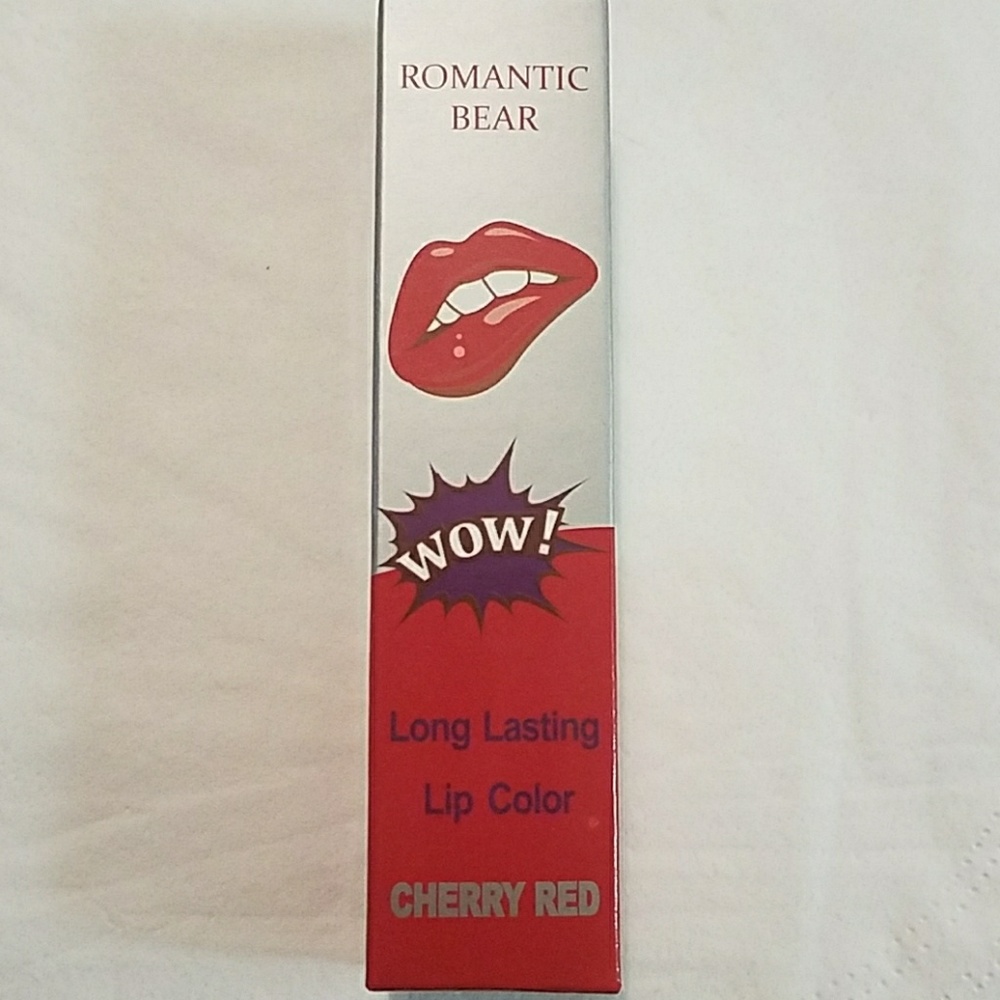 ROMANTIC
BEAR
WOW!
Long Lasting
Lip Color
CHERRY RED